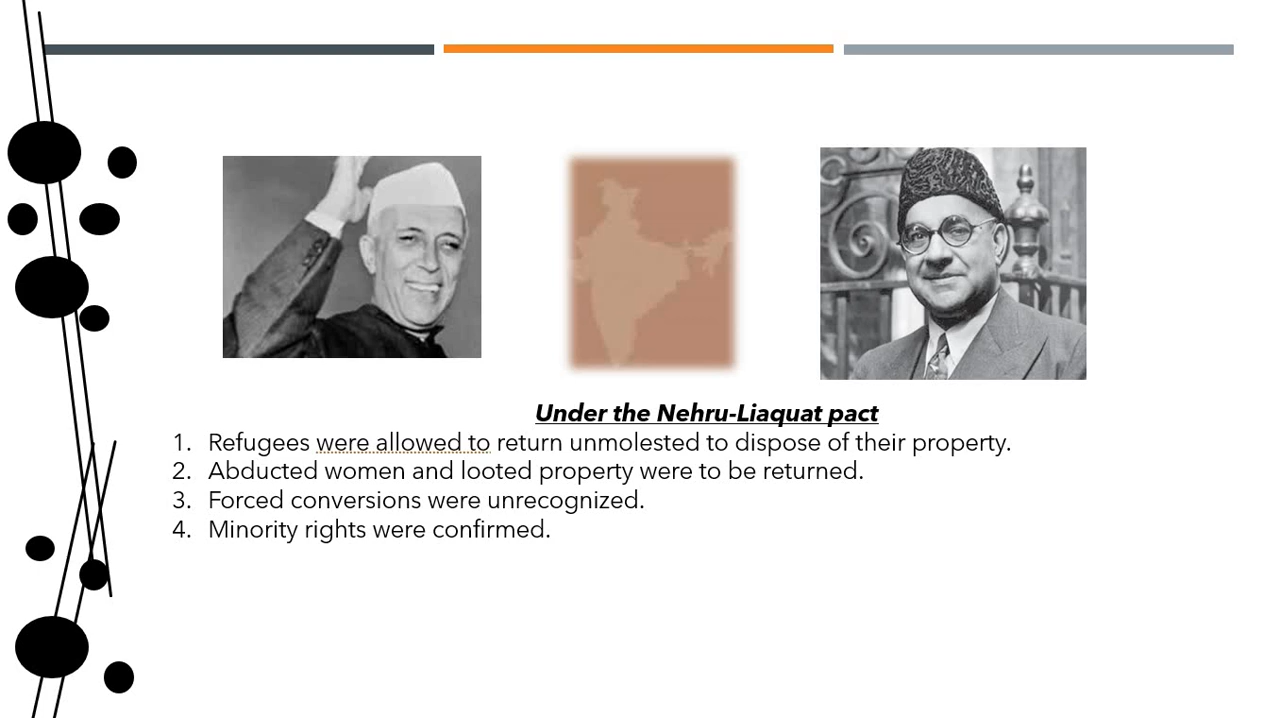 Under the Nehru-Liaquat pact
1. Refugees were allowed to return unmolested to dispose of their property.
2. Abducted women and looted property were to be returned.
3. Forced conversions were unrecognized.
4. Minority rights were confirmed.